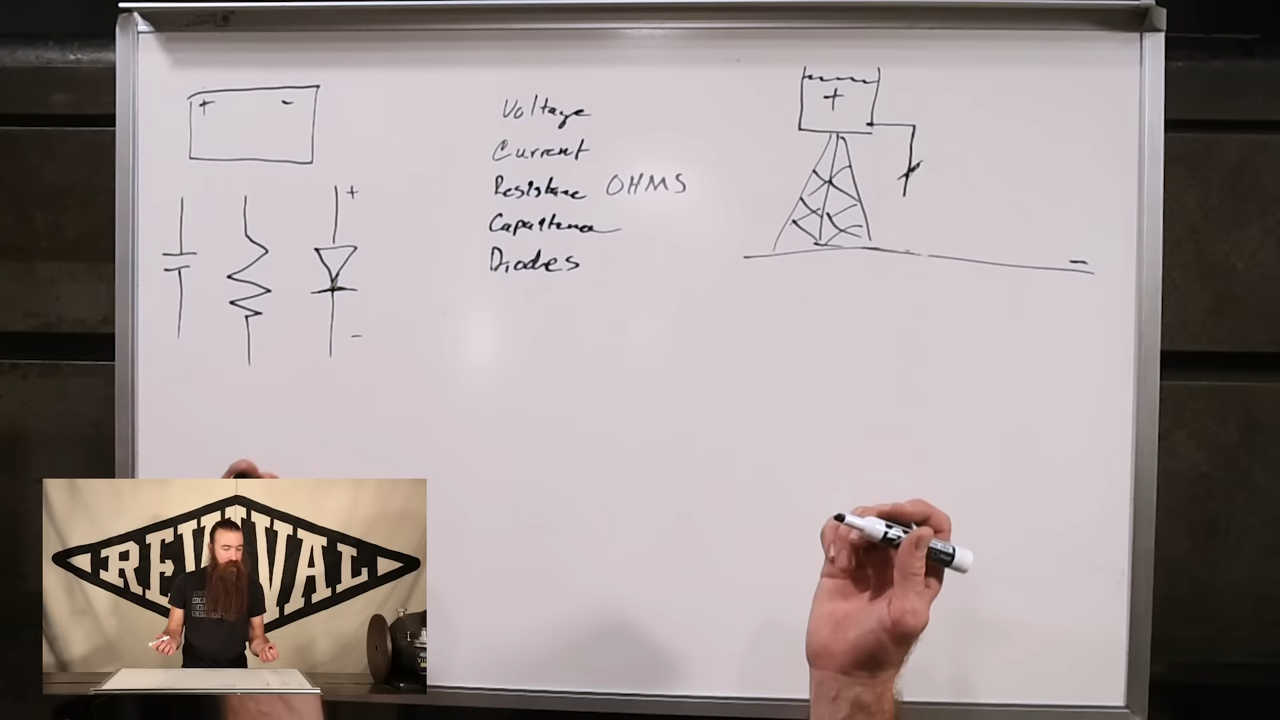 + -
Voltage
Current
Resistance OHMS
Capacitance
Diodes
+
-
+
-
REVIVAL